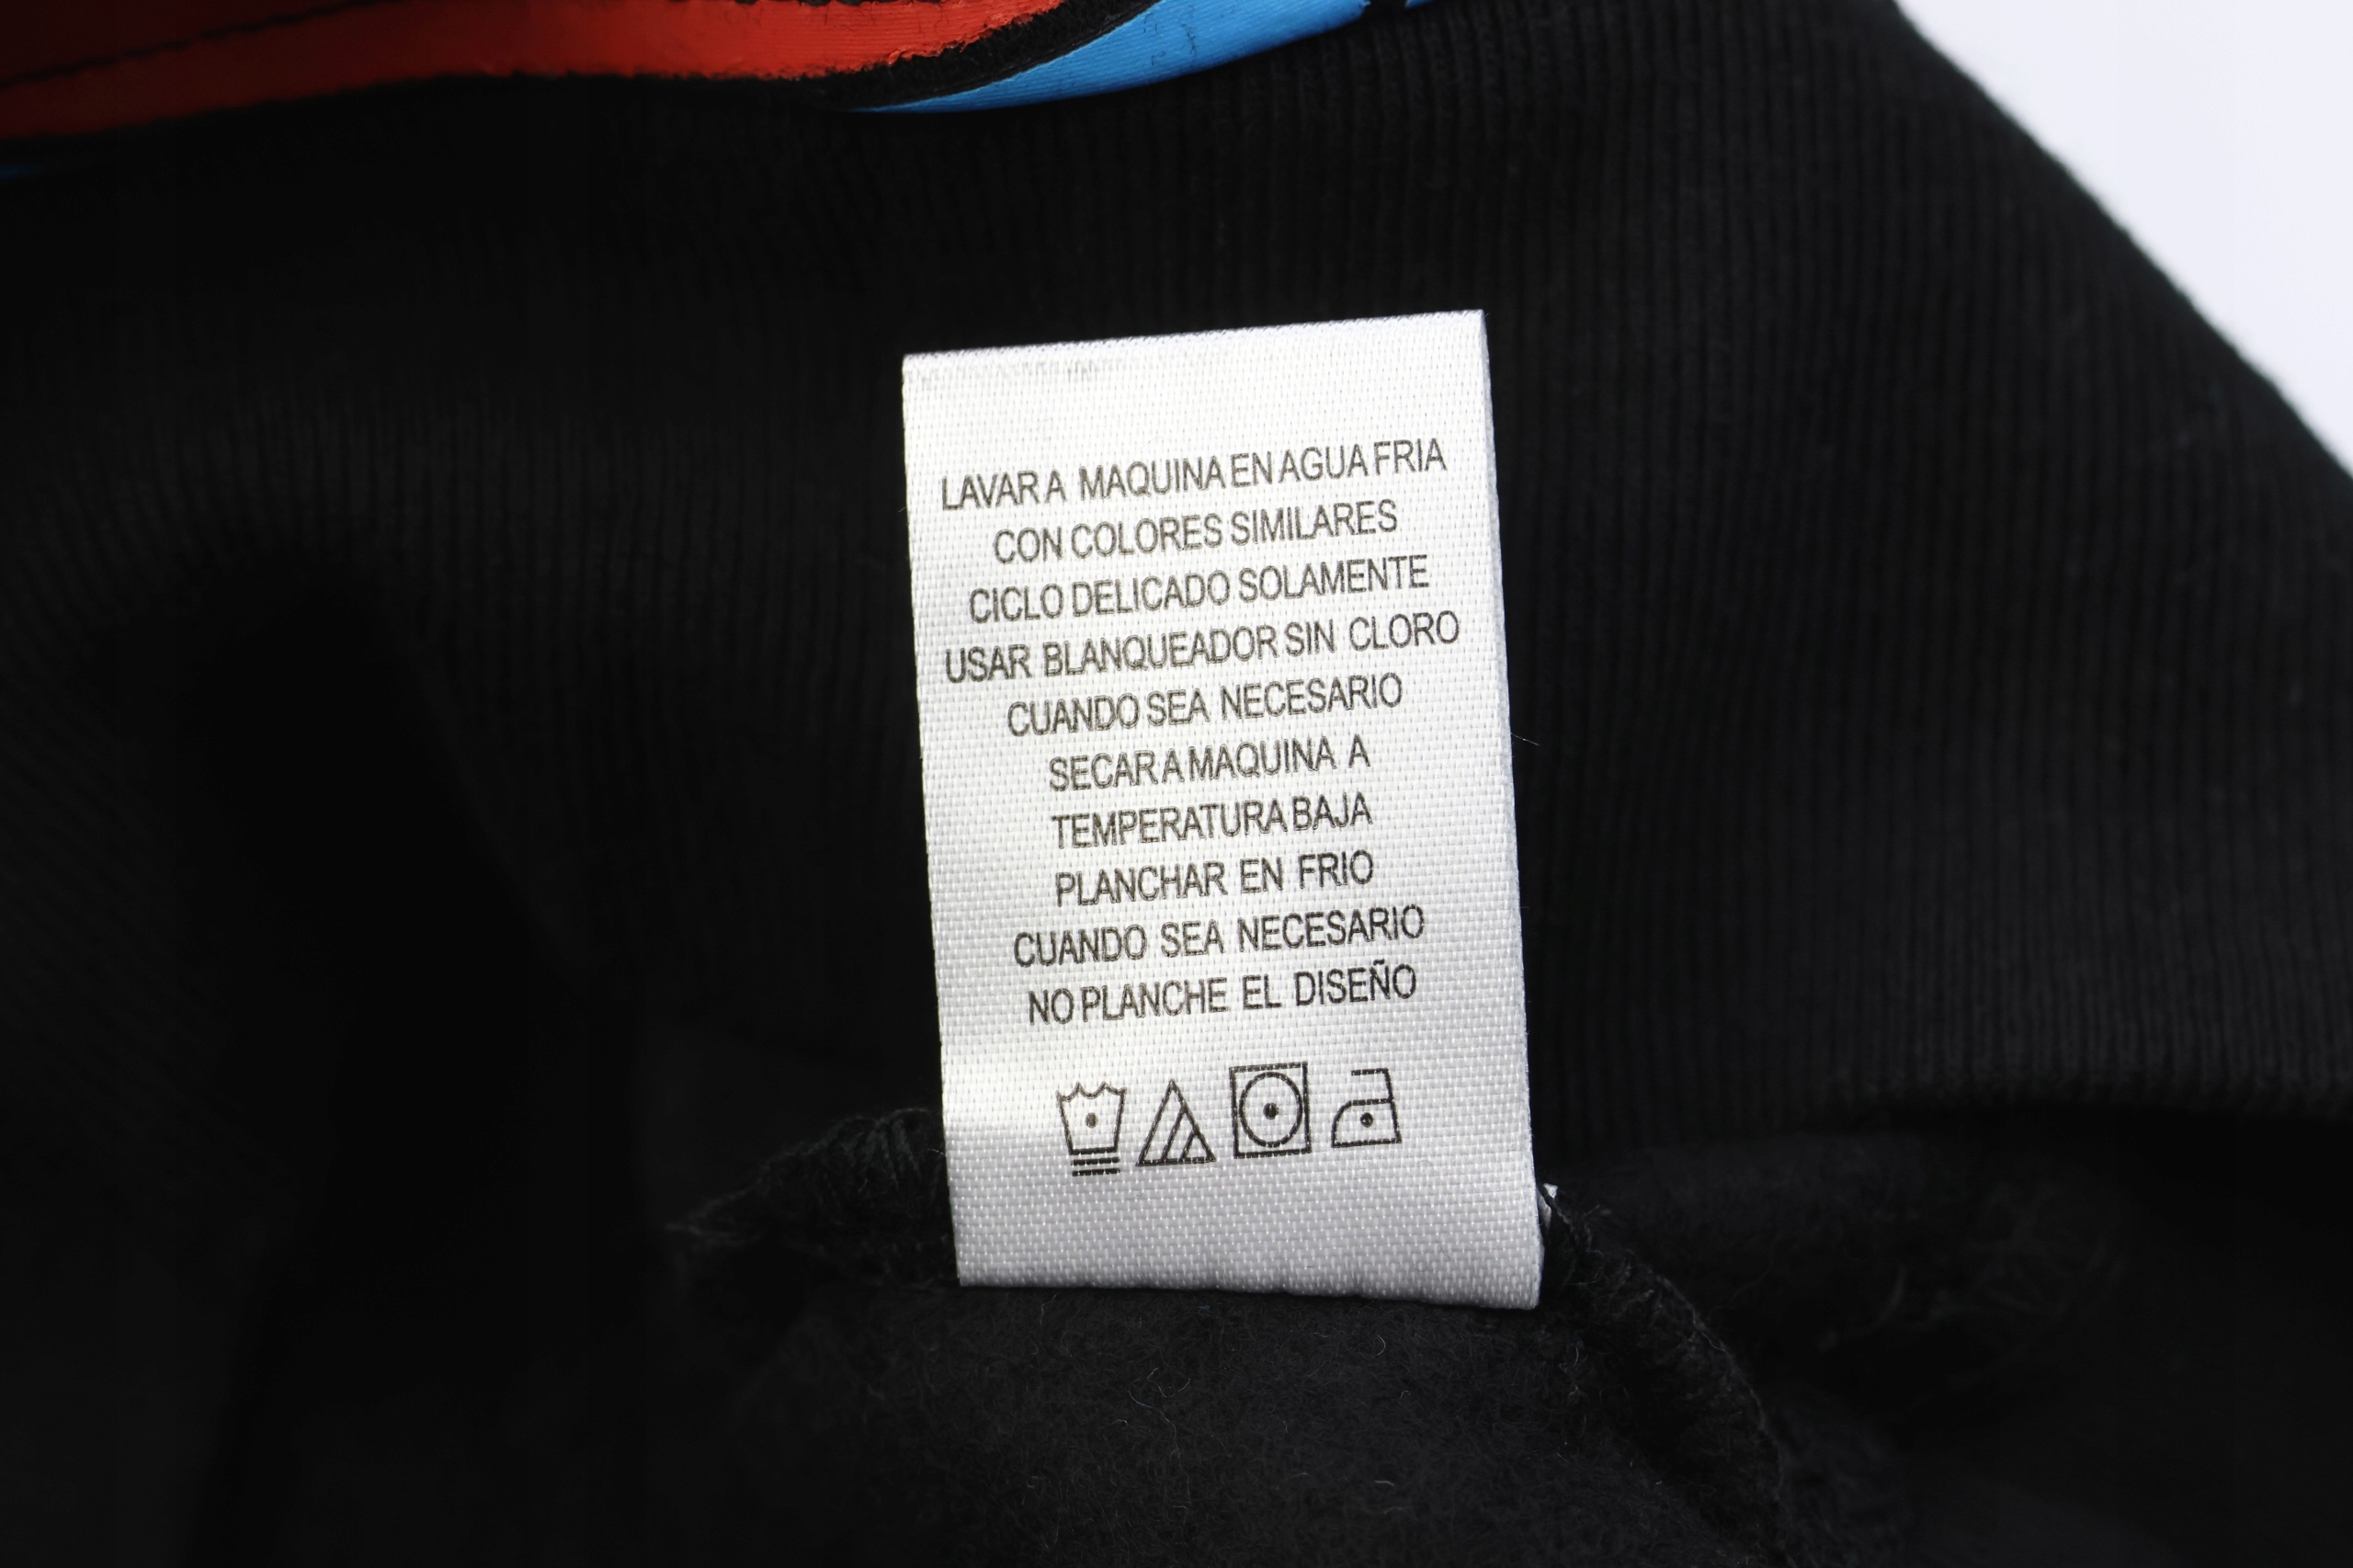 LAVAR A MAQUINA EN AGUA FRIA
CON COLORES SIMILARES
CICLO DELICADO SOLAMENTE
USAR BLANQUEADOR SIN CLORO
CUANDO SEA NECESARIO
SECAR A MAQUINA A
TEMPERATURA BAJA
PLANCHAR EN FRIO
CUANDO SEA NECESARIO
NO PLANCHE EL DISEÑO